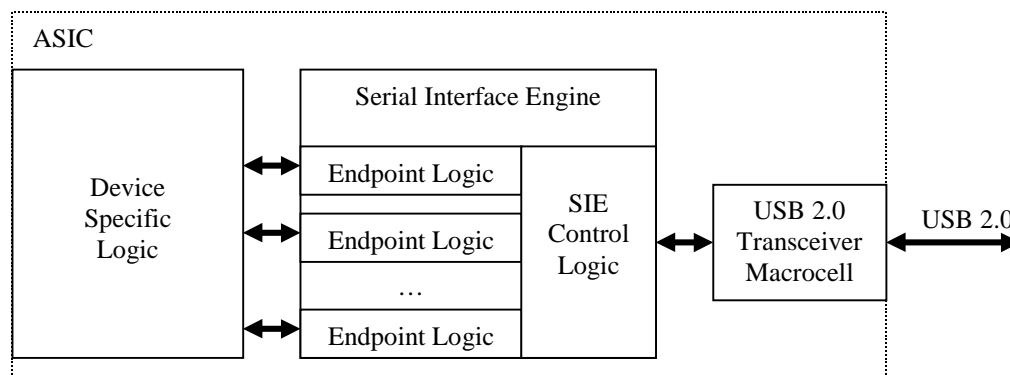 ASIC
Serial Interface Engine
Device
Specific
Logic
Endpoint Logic
Endpoint Logic
…
Endpoint Logic
SIE
Control
Logic
USB 2.0
Transceiver
Macrocell
USB 2.0